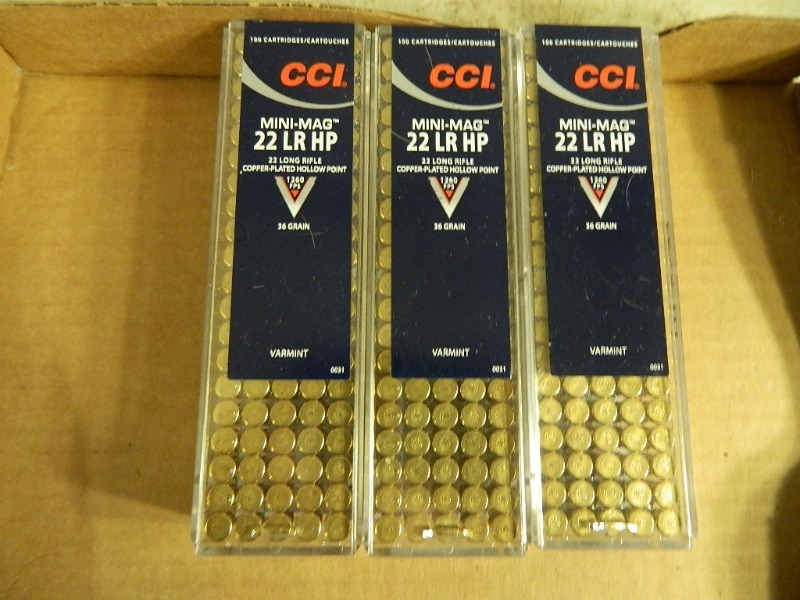 100 CARTRIDGES/CARTOUCHES
CCI.
MINI-MAG™
22 LR HP
22 LONG RIFLE
COPPER-PLATED HOLLOW POINT
1260
FPS
36 GRAIN
VARMINT
0031
100 CARTRIDGES/CARTOUCHES
CCI.
MINI-MAG™
22 LR HP
22 LONG RIFLE
COPPER-PLATED HOLLOW POINT
1260
FPS
36 GRAIN
VARMINT
0031
100 CARTRIDGES/CARTOUCHES
CCI.
MINI-MAG™
22 LR HP
22 LONG RIFLE
COPPER-PLATED HOLLOW POINT
1260
FPS
36 GRAIN
VARMINT
0031